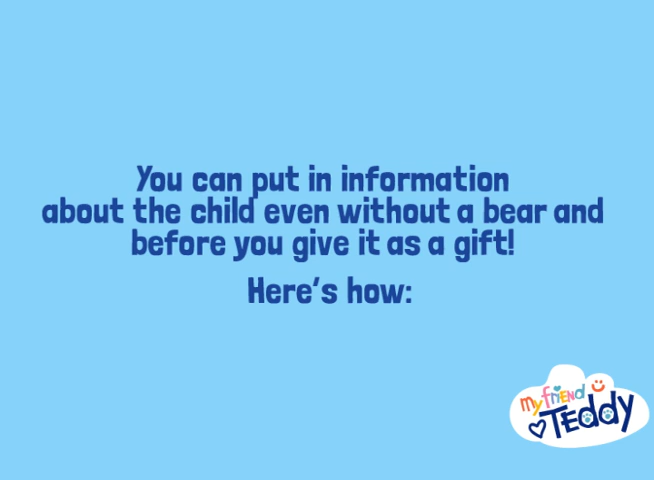 You can put in information
about the child even without a bear and
before you give it as a gift!
Here's how:
my friend
TEddy